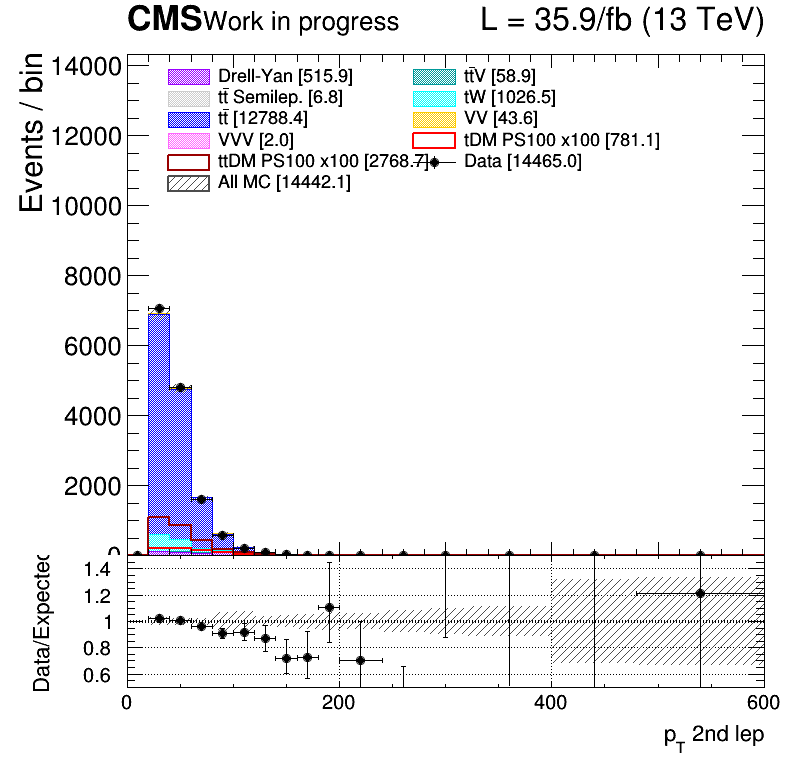 CMS Work in progress L = 35.9/fb (13 TeV)
Events / bin
14000
12000
10000
8000
6000
4000
2000
0
Drell-Yan [515.9]
tt̄V [58.9]
tt̄ Semilep. [6.8]
tW [1026.5]
tt̄ [12788.4]
VV [43.6]
VVV [2.0]
tDM PS100 x100 [781.1]
ttDM PS100 x100 [2768.7]
Data [14465.0]
All MC [14442.1]
Data/Expected
1.4
1.2
1
0.8
0.6
0 200 400 600
p_T 2nd lep